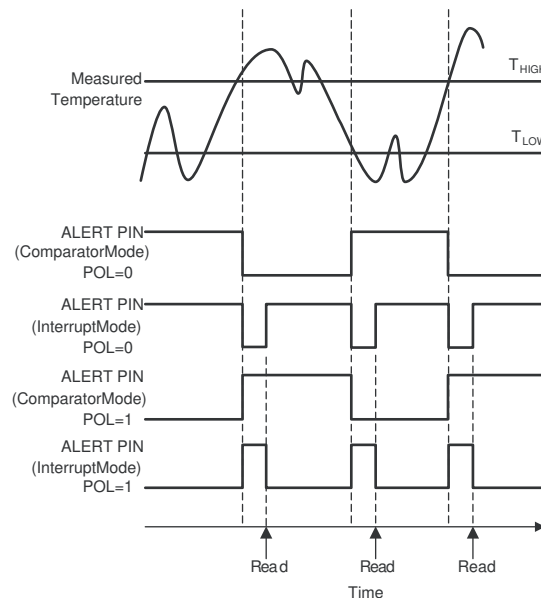 T_HIGH
Measured
Temperature
T_LOW
ALERT PIN
(ComparatorMode)
POL=0
ALERT PIN
(InterruptMode)
POL=0
ALERT PIN
(ComparatorMode)
POL=1
ALERT PIN
(InterruptMode)
POL=1
Read Read Read
Time